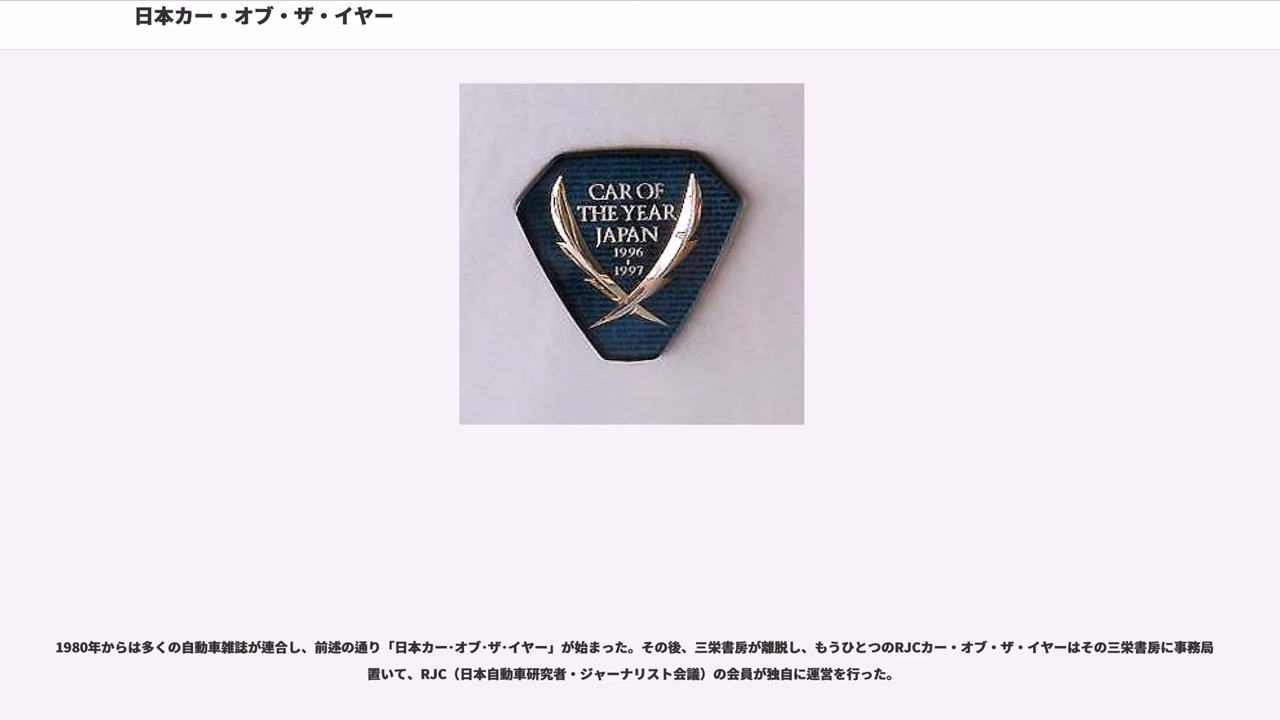 日本カー・オブ・ザ・イヤー
CAR OF
THE YEAR
JAPAN
1996
1997
1980年からは多くの自動車雑誌が連合し、前述の通り「日本カー･オブ･ザ･イヤー」が始まった。その後、三栄書房が離脱し、もうひとつのRJCカー・オブ・ザ・イヤーはその三栄書房に事務局
置いて、RJC（日本自動車研究者・ジャーナリスト会議）の会員が独自に運営を行った。